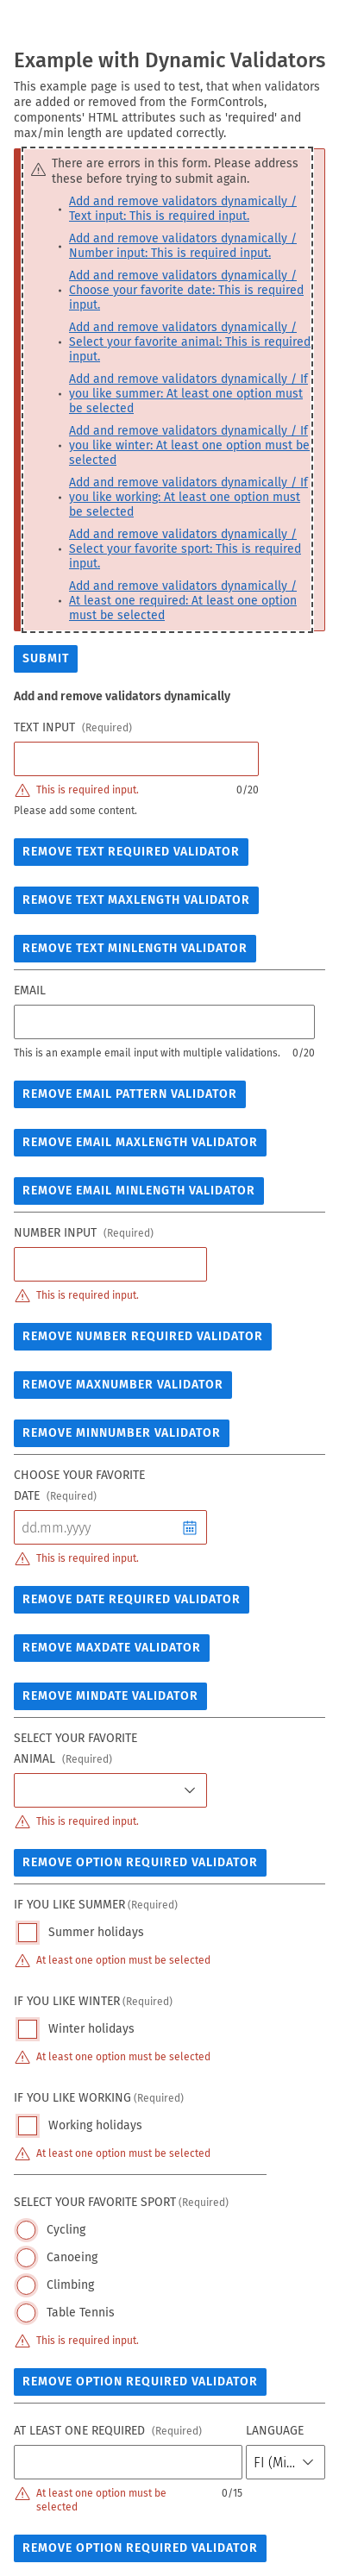 Example with Dynamic Validators
This example page is used to test, that when validators
are added or removed from the FormControls,
components' HTML attributes such as 'required' and
max/min length are updated correctly.
There are errors in this form. Please address
these before trying to submit again.
Add and remove validators dynamically /
Text input: This is required input.
Add and remove validators dynamically /
Number input: This is required input.
Add and remove validators dynamically /
Choose your favorite date: This is required
input.
Add and remove validators dynamically /
Select your favorite animal: This is required
input.
Add and remove validators dynamically / If
you like summer: At least one option must
be selected
Add and remove validators dynamically / If
you like winter: At least one option must be
selected
Add and remove validators dynamically / If
you like working: At least one option must
be selected
Add and remove validators dynamically /
Select your favorite sport: This is required
input.
Add and remove validators dynamically /
At least one required: At least one option
must be selected
SUBMIT
Add and remove validators dynamically
TEXT INPUT (Required)
This is required input. 0/20
Please add some content.
REMOVE TEXT REQUIRED VALIDATOR
REMOVE TEXT MAXLENGTH VALIDATOR
REMOVE TEXT MINLENGTH VALIDATOR
EMAIL
This is an example email input with multiple validations. 0/20
REMOVE EMAIL PATTERN VALIDATOR
REMOVE EMAIL MAXLENGTH VALIDATOR
REMOVE EMAIL MINLENGTH VALIDATOR
NUMBER INPUT (Required)
This is required input.
REMOVE NUMBER REQUIRED VALIDATOR
REMOVE MAXNUMBER VALIDATOR
REMOVE MINNUMBER VALIDATOR
CHOOSE YOUR FAVORITE
DATE (Required)
dd.mm.yyyy
This is required input.
REMOVE DATE REQUIRED VALIDATOR
REMOVE MAXDATE VALIDATOR
REMOVE MINDATE VALIDATOR
SELECT YOUR FAVORITE
ANIMAL (Required)
This is required input.
REMOVE OPTION REQUIRED VALIDATOR
IF YOU LIKE SUMMER (Required)
Summer holidays
At least one option must be selected
IF YOU LIKE WINTER (Required)
Winter holidays
At least one option must be selected
IF YOU LIKE WORKING (Required)
Working holidays
At least one option must be selected
SELECT YOUR FAVORITE SPORT (Required)
Cycling
Canoeing
Climbing
Table Tennis
This is required input.
REMOVE OPTION REQUIRED VALIDATOR
AT LEAST ONE REQUIRED (Required) LANGUAGE
FI (Mi...
At least one option must be 0/15
selected
REMOVE OPTION REQUIRED VALIDATOR